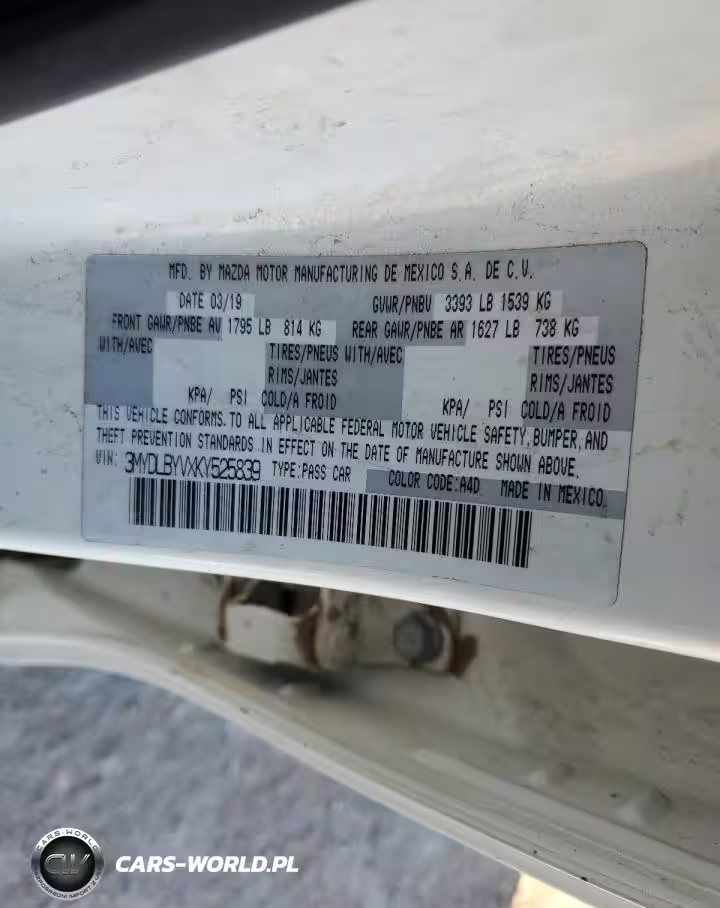 MFD. BY MAZDA MOTOR MANUFACTURING DE MEXICO S.A. DE C.V.
DATE 03/19 GVWR/PNBV 3393 LB 1539 KG
FRONT GAWR/PNBE AV 1795 LB 814 KG REAR GAWR/PNBE AR 1627 LB 738 KG
WITH/AVEC TIRES/PNEUS WITH/AVEC TIRES/PNEUS
RIMS/JANTES RIMS/JANTES
KPA/ PSI COLD/A FROID KPA/ PSI COLD/A FROID
THIS VEHICLE CONFORMS.TO ALL APPLICABLE FEDERAL MOTOR VEHICLE SAFETY, BUMPER, AND
THEFT PREVENTION STANDARDS IN EFFECT ON THE DATE OF MANUFACTURE SHOWN ABOVE.
VIN: 3MYDLBYVXKY525839 TYPE:PASS CAR COLOR CODE:A4D MADE IN MEXICO
CARS-WORLD
CW
CARS-WORLD.PL